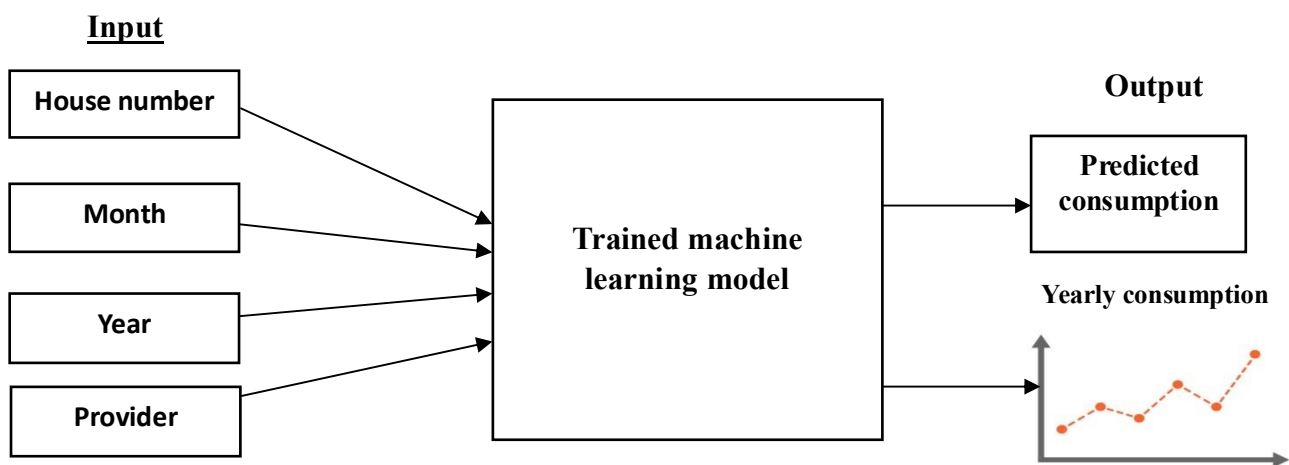 Input
House number
Month
Year
Provider
Trained machine
learning model
Output
Predicted
consumption
Yearly consumption